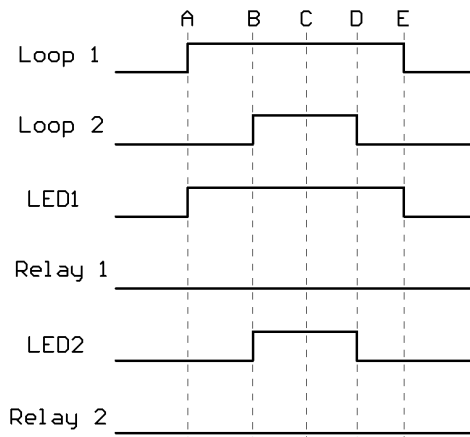 A B C D E
Loop 1
Loop 2
LED1
Relay 1
LED2
Relay 2